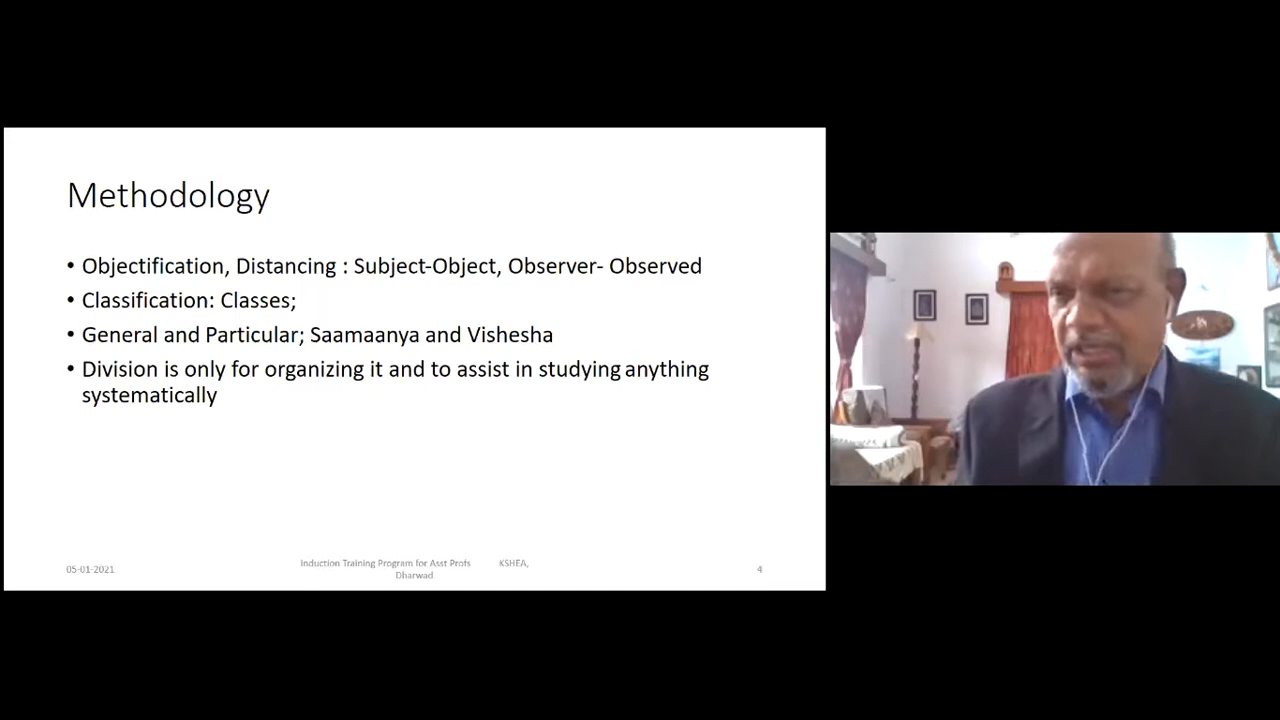 Methodology
• Objectification, Distancing : Subject-Object, Observer- Observed
• Classification: Classes;
• General and Particular; Saamaanya and Vishesha
• Division is only for organizing it and to assist in studying anything
systematically
05-01-2021
Induction Training Program for Asst Profs KSHEA,
Dharwad
4